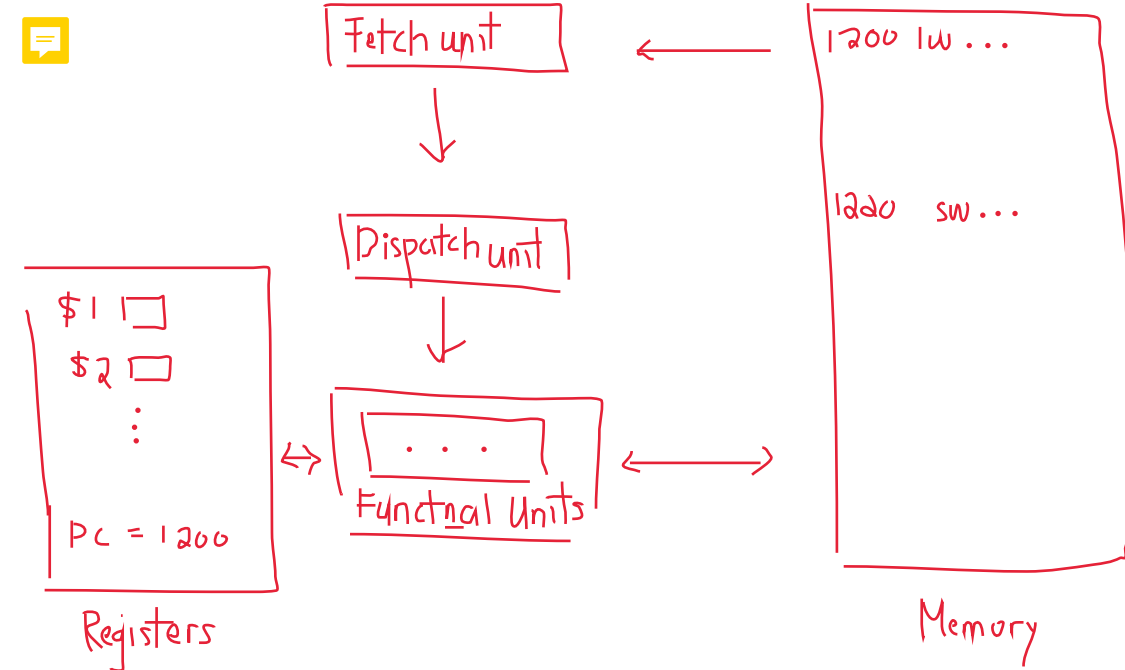 Fetch unit
1200 lw ...
Dispatch unit
1220 sw ...
$1
$2
...
...
Functnal Units
PC = 1200
Registers
Memory